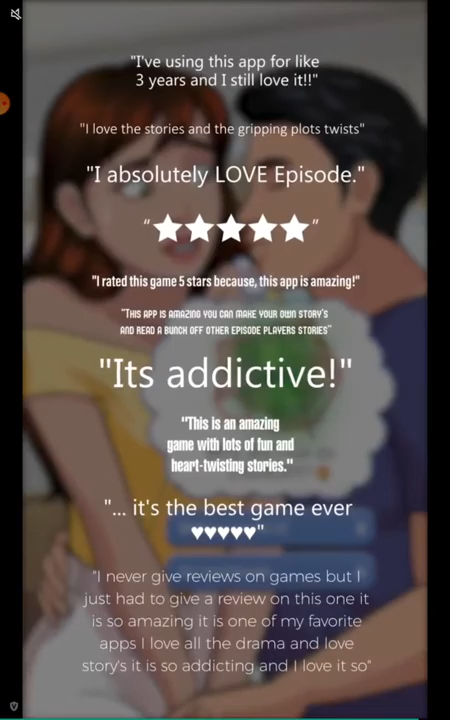 "I've using this app for like
3 years and I still love it!!"
"I love the stories and the gripping plots twists"
"I absolutely LOVE Episode."
"★★★★★"
"I rated this game 5 stars because, this app is amazing!"
"THIS APP IS AMAZING YOU CAN MAKE YOUR OWN STORY'S
AND READ A BUNCH OFF OTHER EPISODE PLAYERS STORIES"
"Its addictive!"
"This is an amazing
game with lots of fun and
heart-twisting stories."
"... it's the best game ever
♥♥♥♥♥"
"I never give reviews on games but I
just had to give a review on this one it
is so amazing it is one of my favorite
apps I love all the drama and love
story's it is so addicting and I love it so"